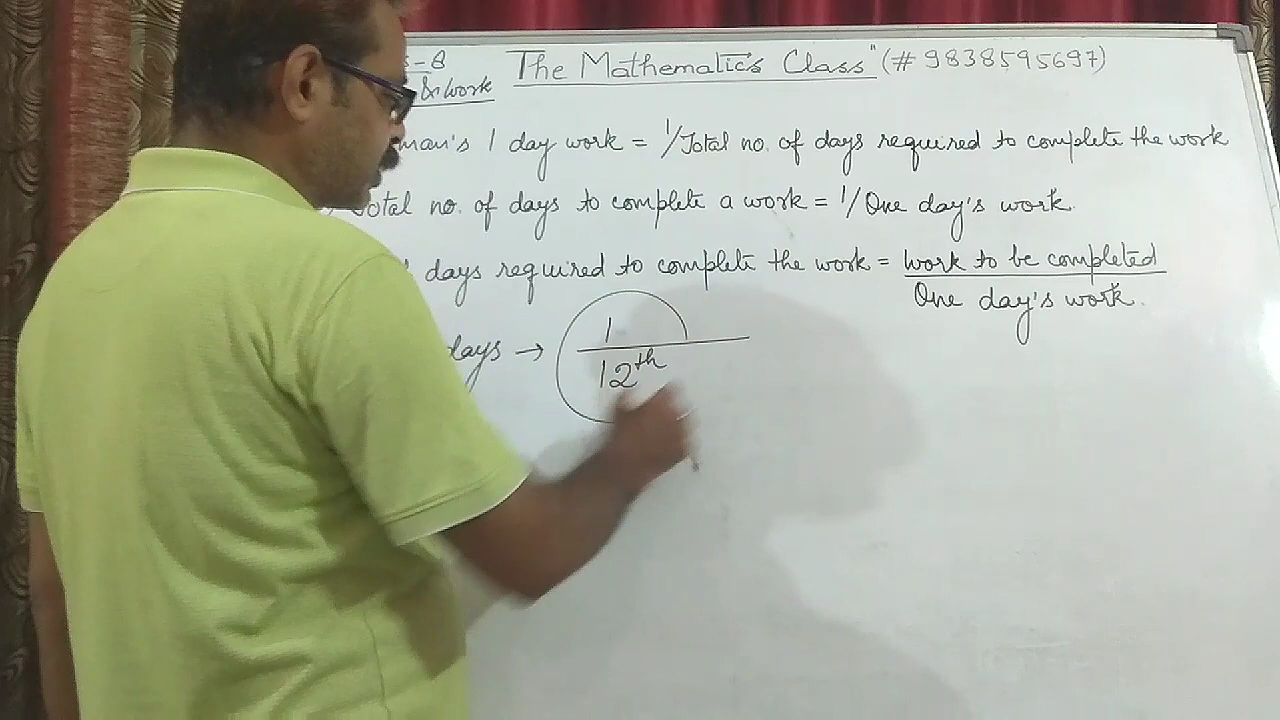 - 8 The Mathematics Class" (# 9838595697)
& work
man's 1 day work = 1/Total no. of days required to complete the work
Total no. of days to complete a work = 1/One day's work.
days required to complete the work = work to be completed
One day's work.
days → 1
12th